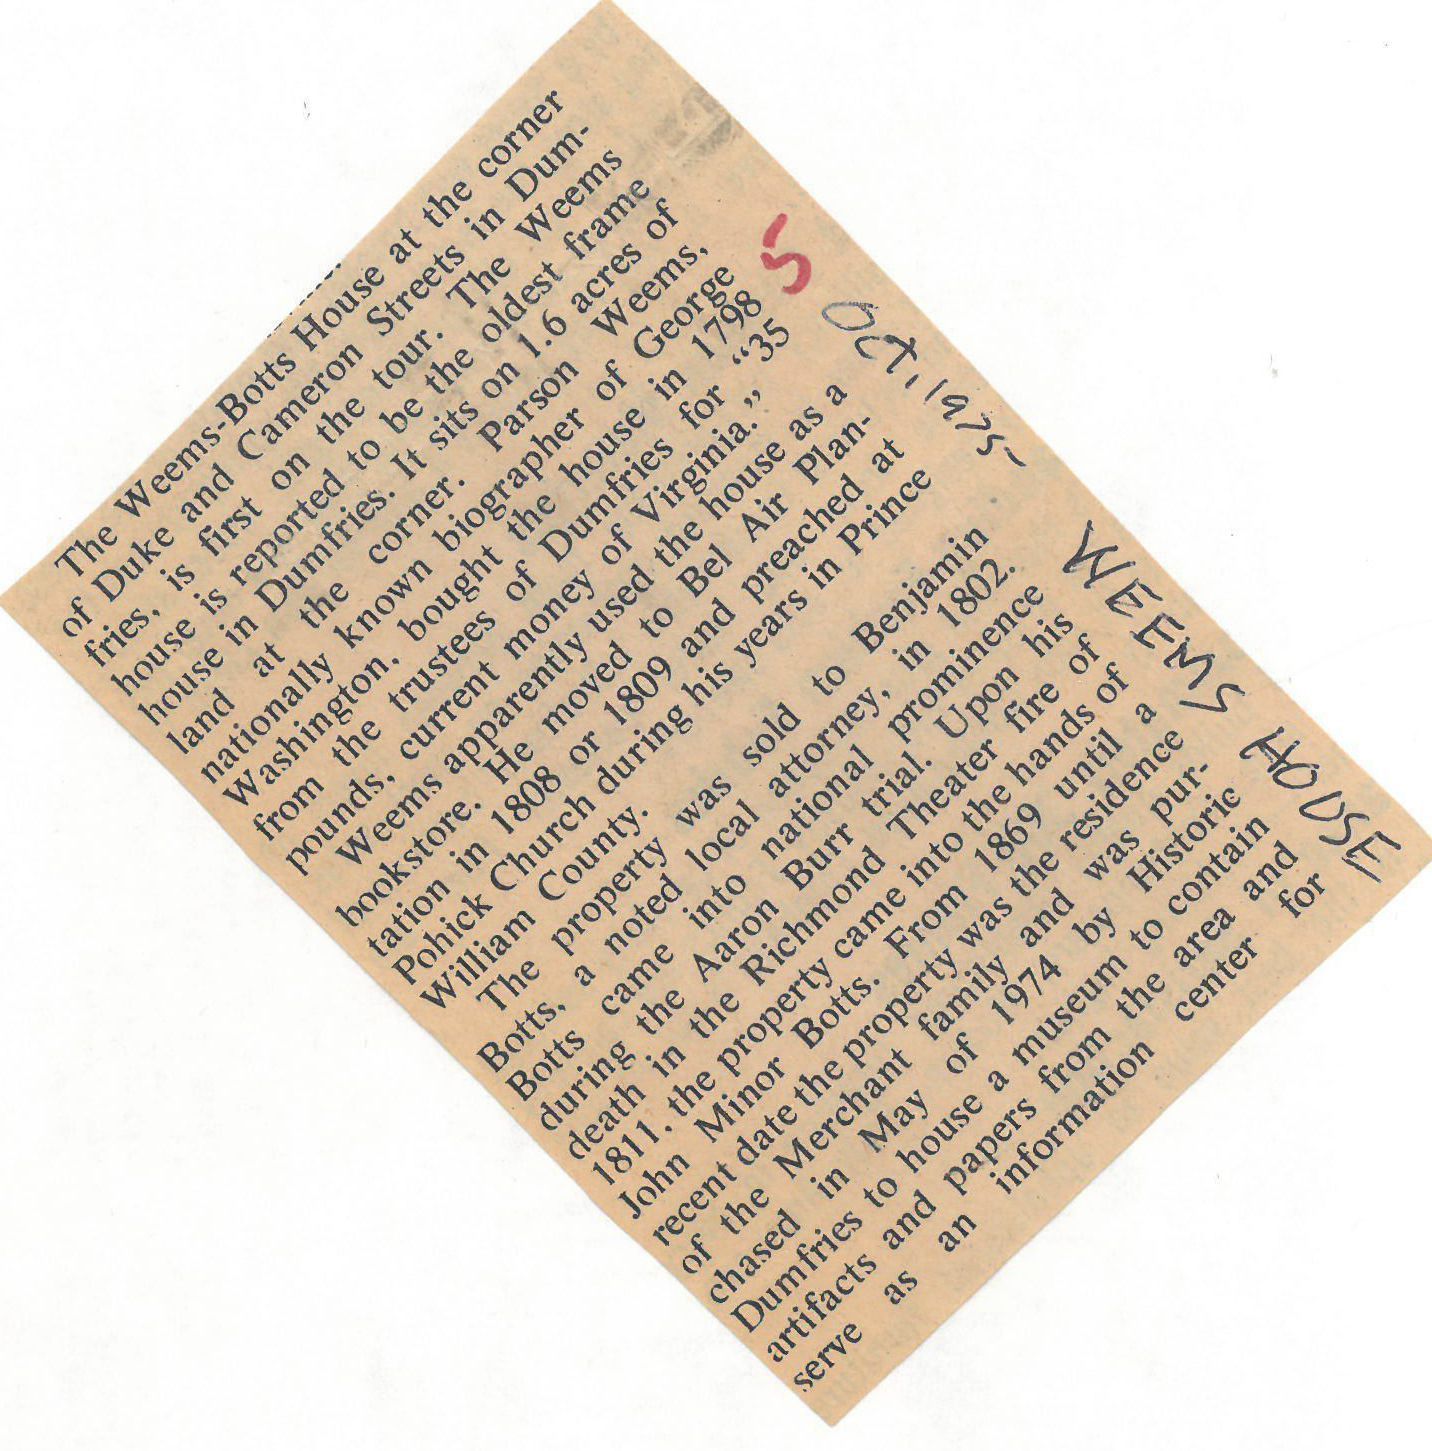 The Weems-Botts House at the corner
of Duke and Cameron Streets in Dum-
fries, is first on the tour. The Weems
house is reported to be the oldest frame
house in Dumfries. It sits on 1.6 acres of
land at the corner. Parson Weems,
nationally known biographer of George
Washington, bought the house in 1798
from the trustees of Dumfries for “35
pounds, current money of Virginia.”
Weems apparently used the house as a
bookstore. He moved to Bel Air Plan-
tation in 1808 or 1809 and preached at
Pohick Church during his years in Prince
William County.
The property was sold to Benjamin
Botts, a noted local attorney, in 1802.
Botts came into national prominence
during the Aaron Burr trial. Upon his
death in the Richmond Theater fire of
1811, the property came into the hands of
John Minor Botts. From 1869 until a
recent date the property was the residence
of the Merchant family and was pur-
chased in May of 1974 by Historic
Dumfries to house a museum to contain
artifacts and papers from the area and
serve as an information center for
5 Oct, 1975,
WEEMS HOUSE